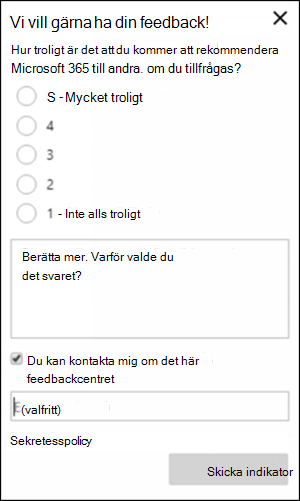 Vi vill gärna ha din feedback!
Hur troligt är det att du kommer att rekommendera
Microsoft 365 till andra. om du tillfrågas?
S - Mycket troligt
4
3
2
1 - Inte alls troligt
Berätta mer. Varför valde du
det svaret?
Du kan kontakta mig om det här
feedbackcentret
(valfritt)
Sekretesspolicy
Skicka indikator